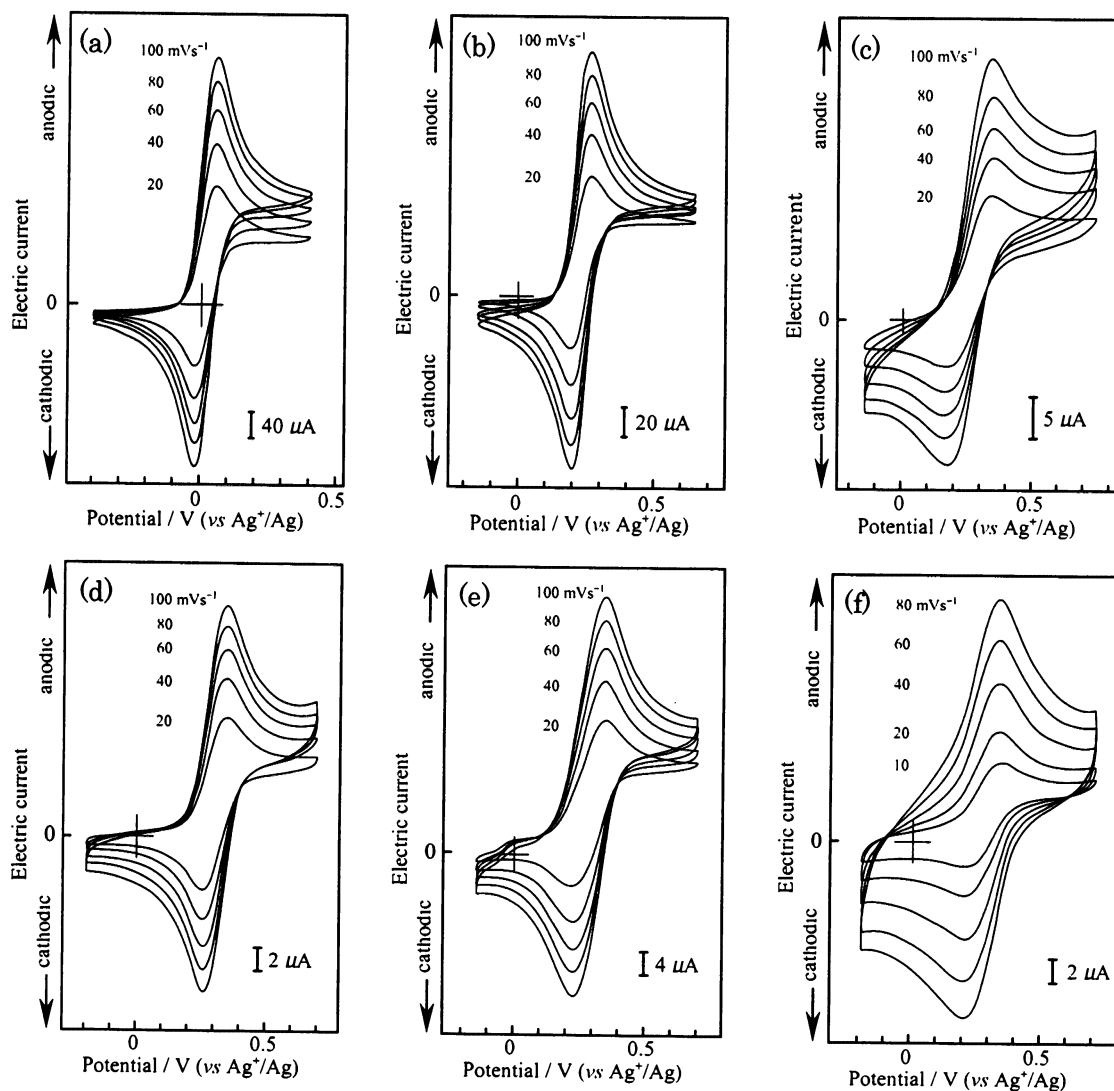 (a)
100 mVs⁻¹
80
60
40
20
anodic
Electric current
0
cathodic
40 μA
0
0.5
Potential / V (vs Ag⁺/Ag)
(b)
100 mVs⁻¹
80
60
40
20
anodic
Electric current
0
cathodic
20 μA
0
0.5
Potential / V (vs Ag⁺/Ag)
(c)
100 mVs⁻¹
80
60
40
20
anodic
Electric current
0
cathodic
5 μA
0
0.5
Potential / V (vs Ag⁺/Ag)
(d)
100 mVs⁻¹
80
60
40
20
anodic
Electric current
0
cathodic
2 μA
0
0.5
Potential / V (vs Ag⁺/Ag)
(e)
100 mVs⁻¹
80
60
40
20
anodic
Electric current
0
cathodic
4 μA
0
0.5
Potential / V (vs Ag⁺/Ag)
(f)
80 mVs⁻¹
60
40
20
10
anodic
Electric current
0
cathodic
2 μA
0
0.5
Potential / V (vs Ag⁺/Ag)